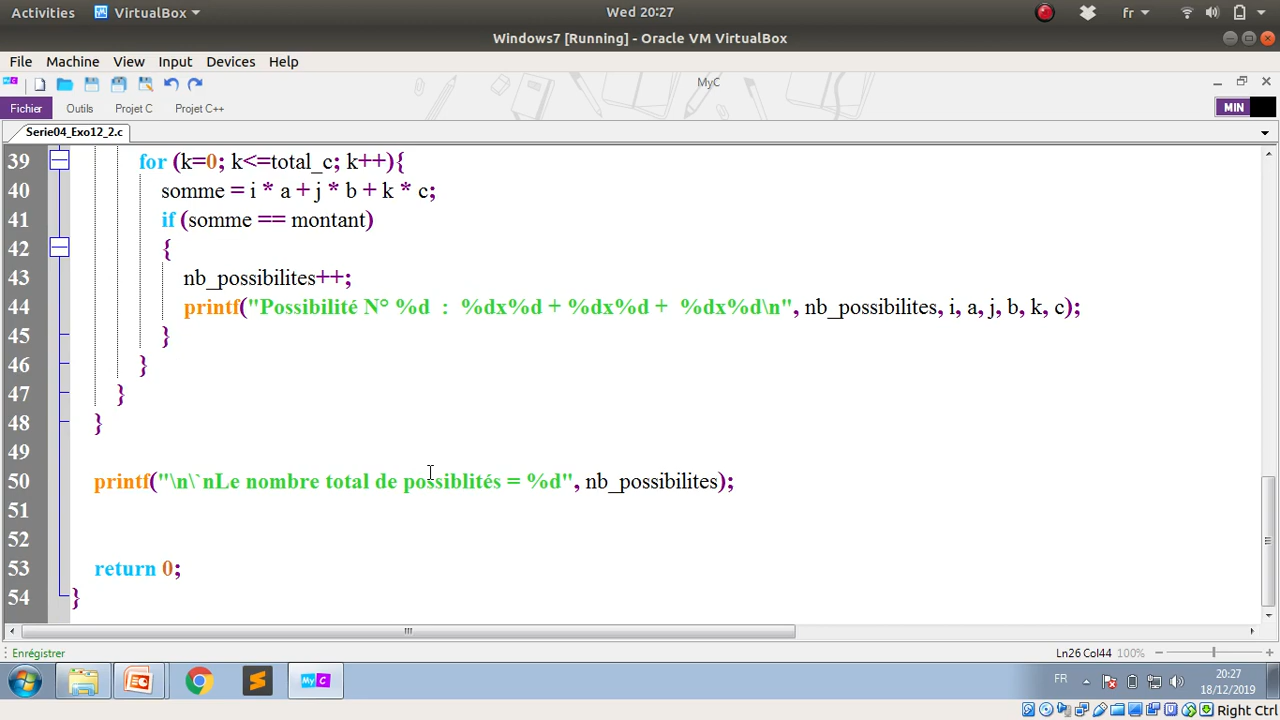 Activities VirtualBox Wed 20:27 fr
Windows7 [Running] - Oracle VM VirtualBox
File Machine View Input Devices Help
MyC
Fichier Outils Projet C Projet C++ MIN
Serie04_Exo12_2.c
39 for (k=0; k<=total_c; k++){
40 somme = i * a + j * b + k * c;
41 if (somme == montant)
42 {
43 nb_possibilites++;
44 printf("Possibilité N° %d : %dx%d + %dx%d + %dx%d\n", nb_possibilites, i, a, j, b, k, c);
45 }
46 }
47 }
48 }
49
50 printf("\n\`nLe nombre total de possiblités = %d", nb_possibilites);
51
52
53 return 0;
54 }
Enrégistrer Ln26 Col44 100%
FR 20:27
18/12/2019
Right Ctrl